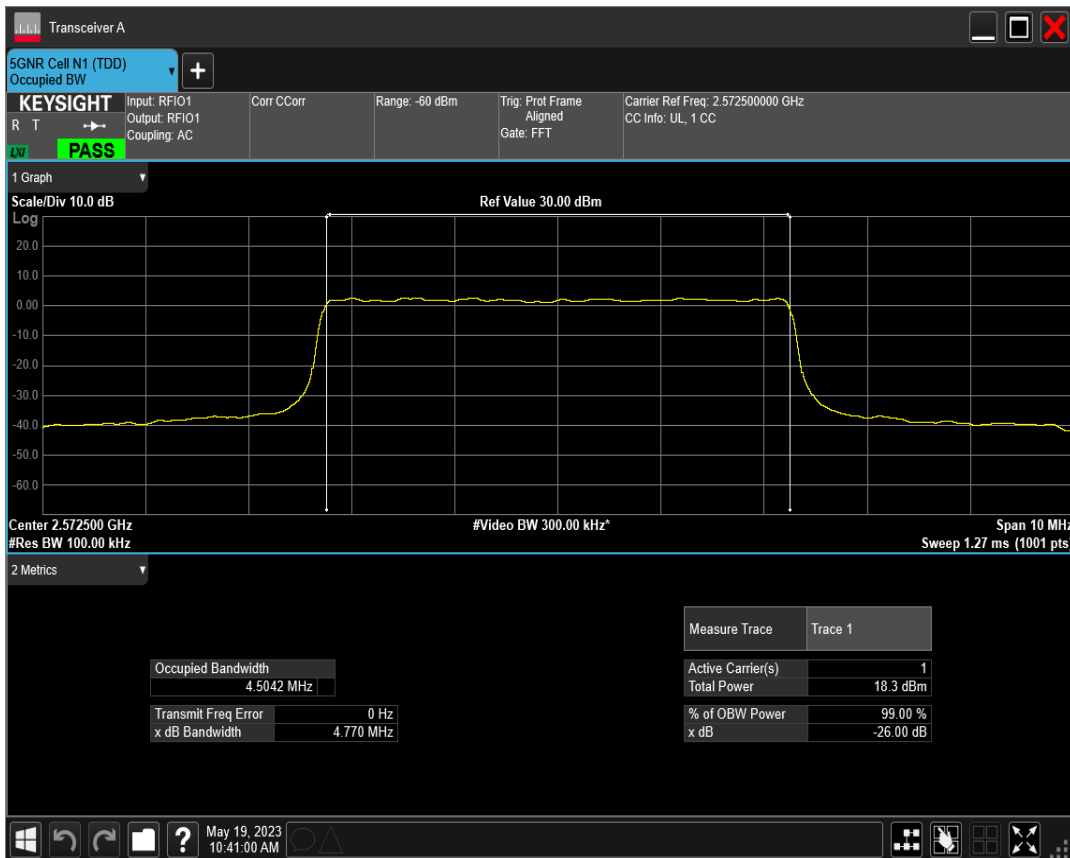 Transceiver A
5GNR Cell N1 (TDD)
Occupied BW
+
KEYSIGHT
R T
LXI
PASS
Input: RFIO1
Output: RFIO1
Coupling: AC
Corr CCorr
Range: -60 dBm
Trig: Prot Frame
Aligned
Gate: FFT
Carrier Ref Freq: 2.572500000 GHz
CC Info: UL, 1 CC
1 Graph
Scale/Div 10.0 dB
Ref Value 30.00 dBm
Log
20.0
10.0
0.00
-10.0
-20.0
-30.0
-40.0
-50.0
-60.0
Center 2.572500 GHz
#Video BW 300.00 kHz*
Span 10 MHz
#Res BW 100.00 kHz
Sweep 1.27 ms (1001 pts)
2 Metrics
Measure Trace Trace 1
Occupied Bandwidth
4.5042 MHz
Active Carrier(s) 1
Total Power 18.3 dBm
Transmit Freq Error 0 Hz
x dB Bandwidth 4.770 MHz
% of OBW Power 99.00 %
x dB -26.00 dB
?
May 19, 2023
10:41:00 AM